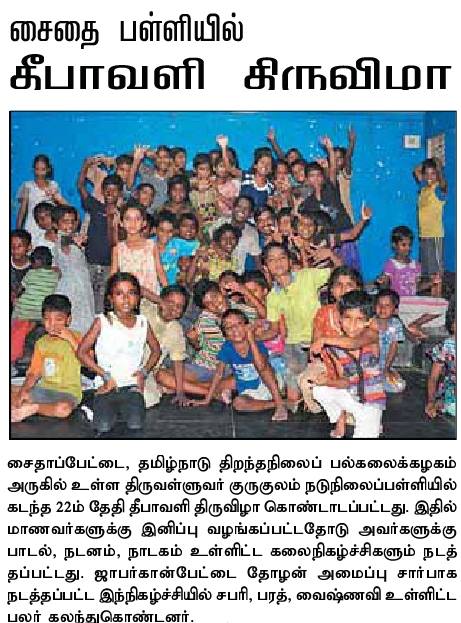 சைதை பள்ளியில்
தீபாவளி திருவிழா
சைதாப்பேட்டை, தமிழ்நாடு திறந்தநிலைப் பல்கலைக்கழகம்
அருகில் உள்ள திருவள்ளுவர் குருகுலம் நடுநிலைப்பள்ளியில்
கடந்த 22ம் தேதி தீபாவளி திருவிழா கொண்டாடப்பட்டது. இதில்
மாணவர்களுக்கு இனிப்பு வழங்கப்பட்டதோடு அவர்களுக்கு
பாடல், நடனம், நாடகம் உள்ளிட்ட கலைநிகழ்ச்சிகளும் நடத்
தப்பட்டது. ஜாபர்கான்பேட்டை தோழன் அமைப்பு சார்பாக
நடத்தப்பட்ட இந்நிகழ்ச்சியில் சபரி, பரத், வைஷ்ணவி உள்ளிட்ட
பலர் கலந்துகொண்டனர்.